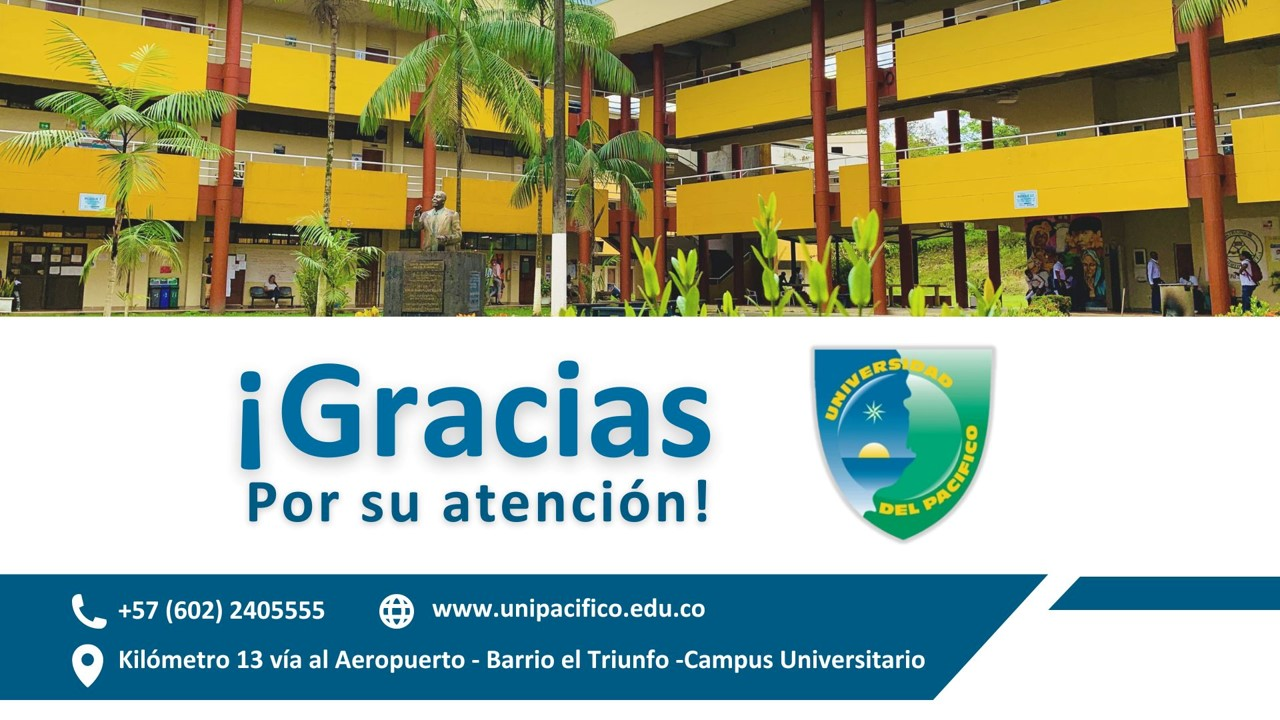 ¡Gracias
Por su atención!
UNIVERSIDAD
DEL PACIFICO
+57 (602) 2405555
www.unipacifico.edu.co
Kilómetro 13 vía al Aeropuerto - Barrio el Triunfo -Campus Universitario